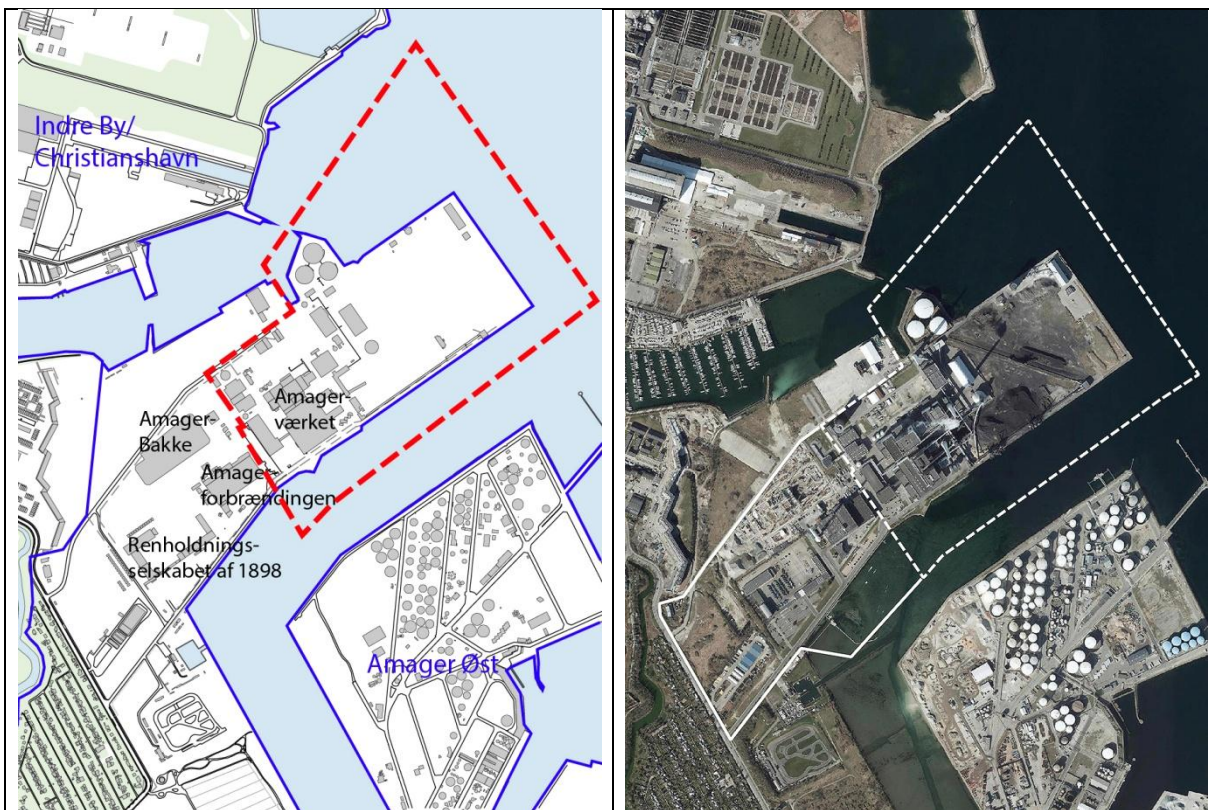 Indre By/
Christianshavn
Amager-
Bakke
Amager-
værket
Amager-
forbrændingen
Renholdnings-
selskabet af 1898
Amager Øst